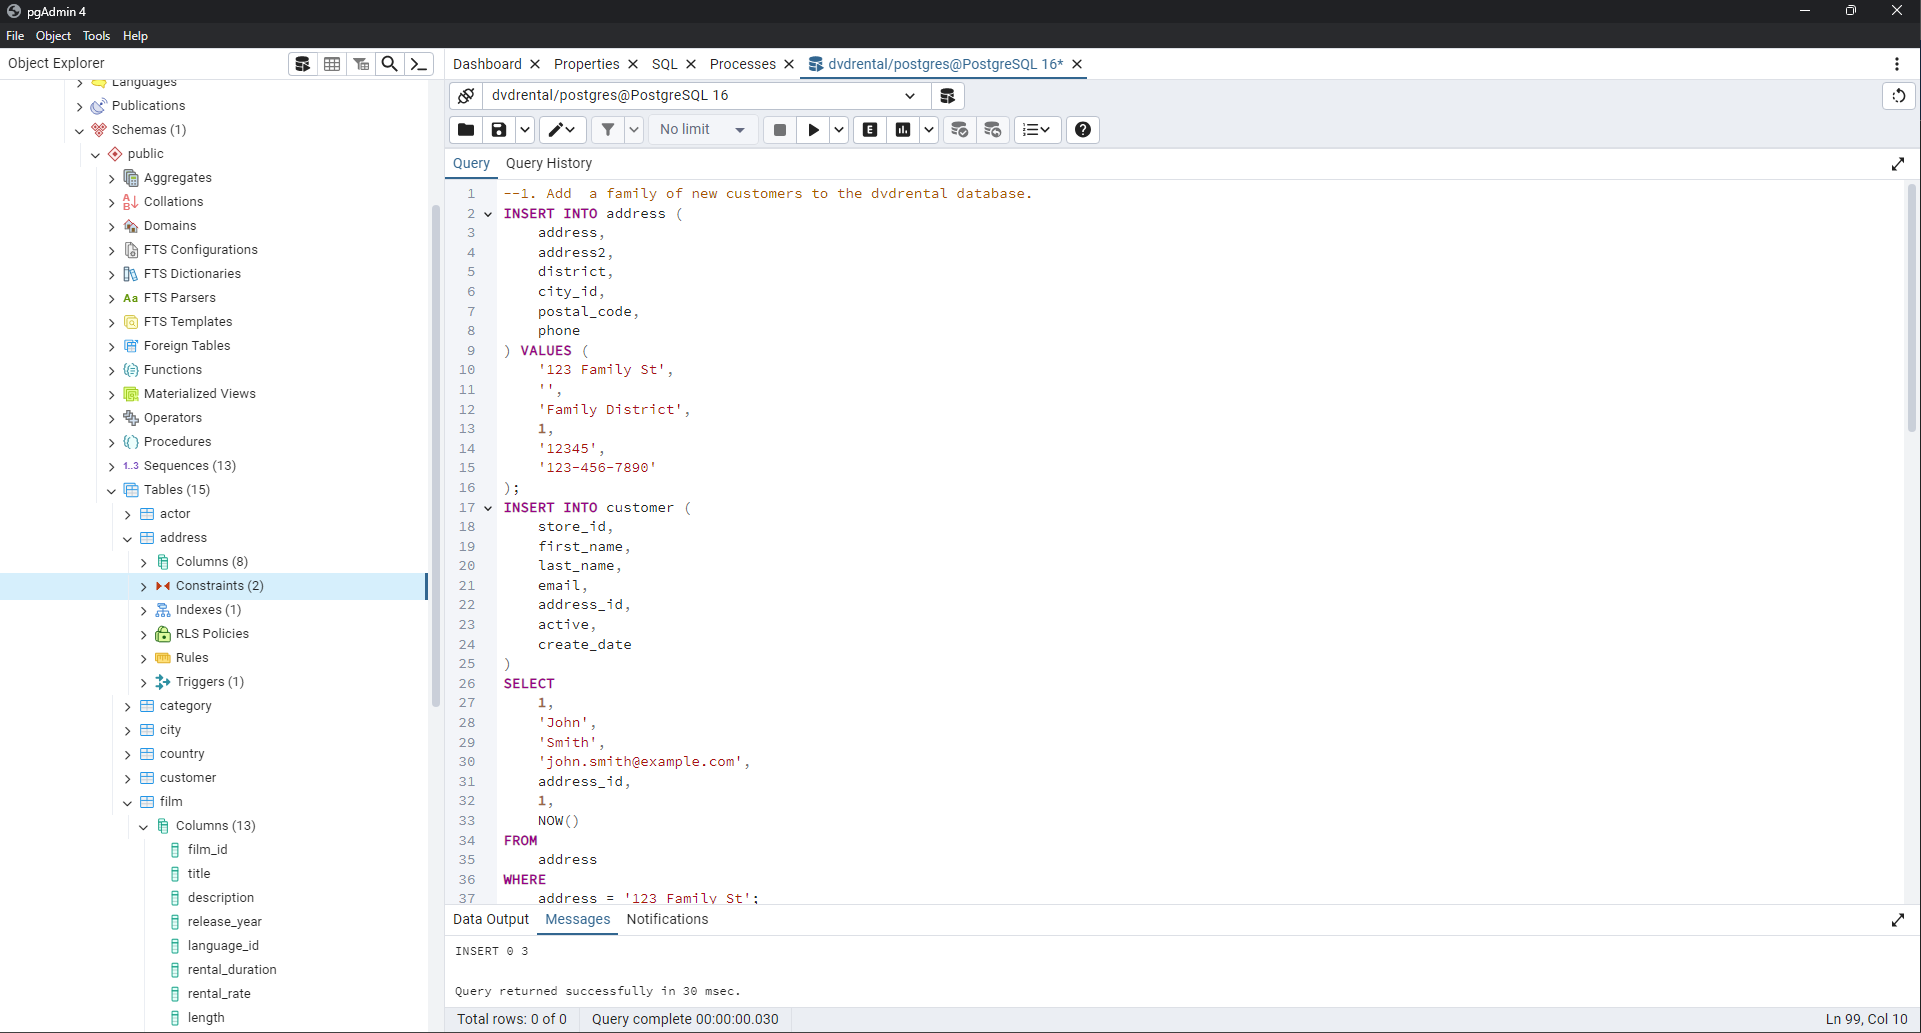 pgAdmin 4
File Object Tools Help
Object Explorer
Dashboard Properties SQL Processes dvdrental/postgres@PostgreSQL 16*
Languages
Publications
Schemas (1)
public
Aggregates
Collations
Domains
FTS Configurations
FTS Dictionaries
Aa FTS Parsers
FTS Templates
Foreign Tables
Functions
Materialized Views
Operators
Procedures
1..3 Sequences (13)
Tables (15)
actor
address
Columns (8)
Constraints (2)
Indexes (1)
RLS Policies
Rules
Triggers (1)
category
city
country
customer
film
Columns (13)
film_id
title
description
release_year
language_id
rental_duration
rental_rate
length
dvdrental/postgres@PostgreSQL 16
No limit E
Query Query History
1 --1. Add  a family of new customers to the dvdrental database.
2 INSERT INTO address (
3 address,
4 address2,
5 district,
6 city_id,
7 postal_code,
8 phone
9 ) VALUES (
10 '123 Family St',
11 '',
12 'Family District',
13 1,
14 '12345',
15 '123-456-7890'
16 );
17 INSERT INTO customer (
18 store_id,
19 first_name,
20 last_name,
21 email,
22 address_id,
23 active,
24 create_date
25 )
26 SELECT
27 1,
28 'John',
29 'Smith',
30 'john.smith@example.com',
31 address_id,
32 1,
33 NOW()
34 FROM
35 address
36 WHERE
37 address = '123 Family St';
Data Output Messages Notifications
INSERT 0 3
Query returned successfully in 30 msec.
Total rows: 0 of 0 Query complete 00:00:00.030 Ln 99, Col 10